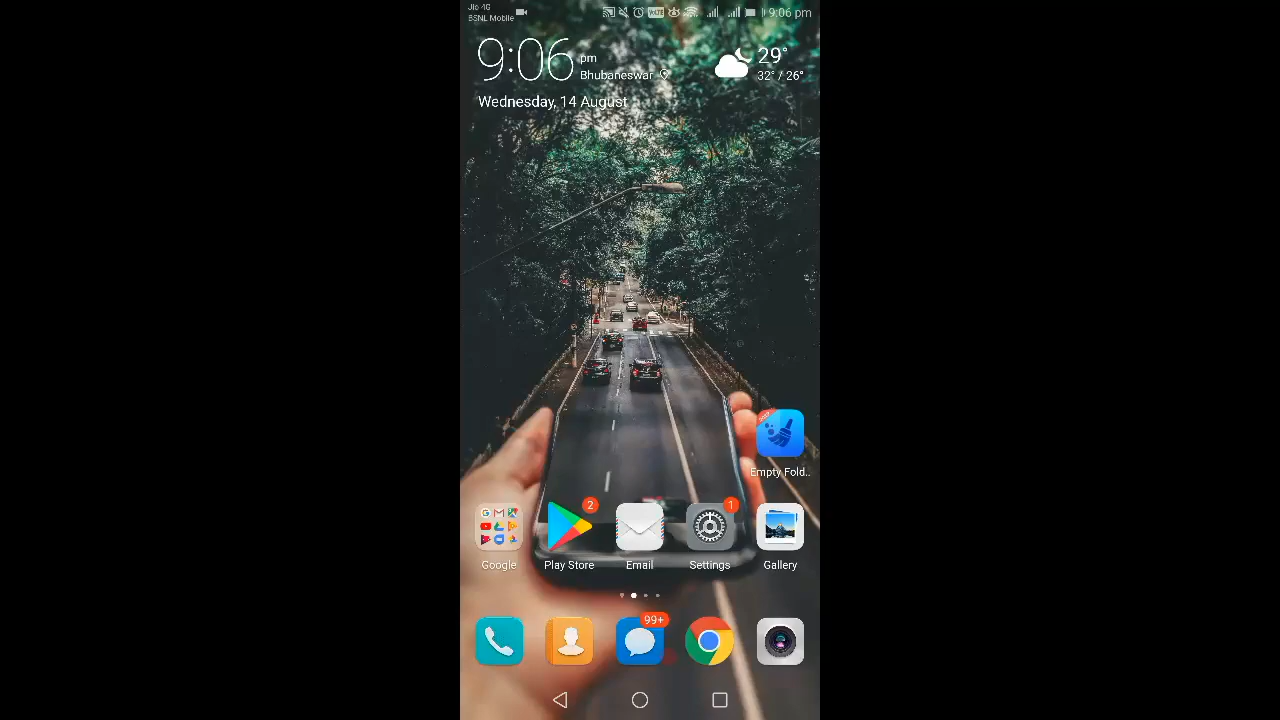 Jio 4G
BSNL Mobile
9:06 pm
9:06 pm
Bhubaneswar
29°
32° / 26°
Wednesday, 14 August
Empty Fold..
2
1
Google
Play Store
Email
Settings
Gallery
99+